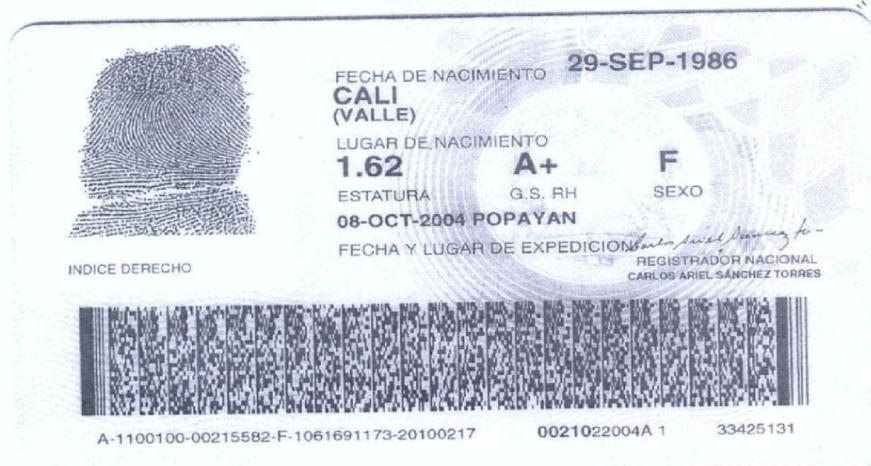 FECHA DE NACIMIENTO 29-SEP-1986
CALI
(VALLE)
LUGAR DE NACIMIENTO
1.62 A+ F
ESTATURA G.S. RH SEXO
08-OCT-2004 POPAYAN
FECHA Y LUGAR DE EXPEDICION
INDICE DERECHO
REGISTRADOR NACIONAL
CARLOS ARIEL SÁNCHEZ TORRES
A-1100100-00215582-F-1061691173-20100217 0021022004A 1 33425131